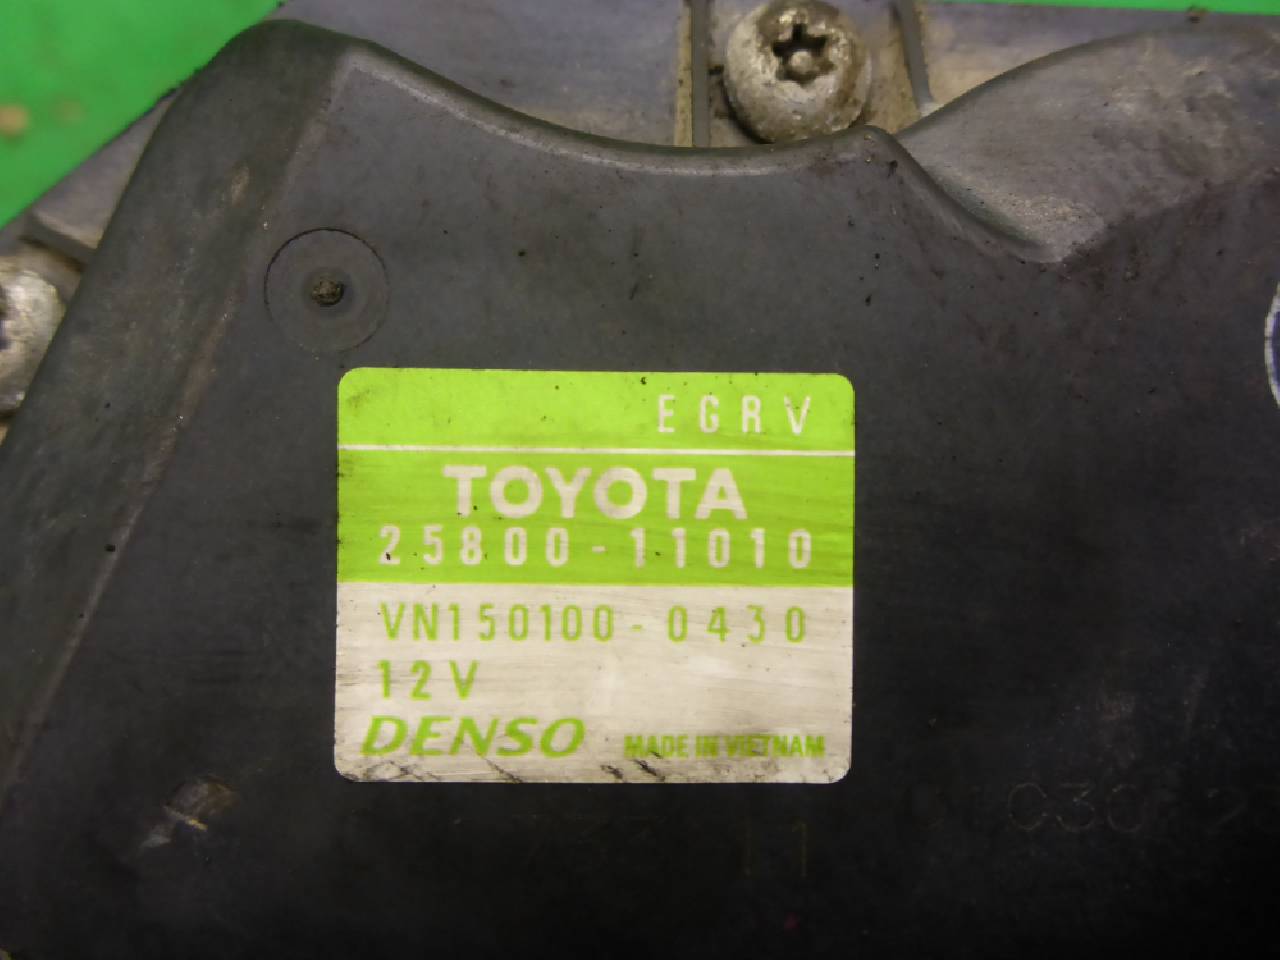 EGRV
TOYOTA
25800-11010
VN150100-0430
12V
DENSO MADE IN VIETNAM